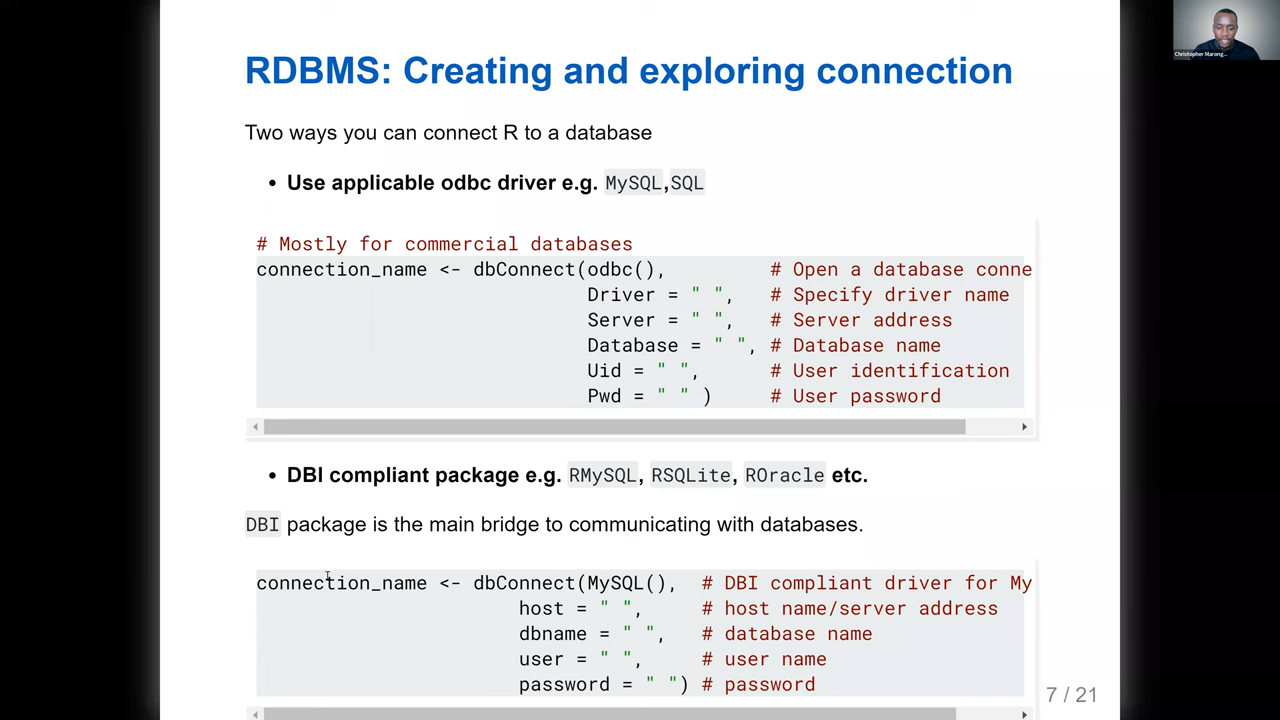 Christopher Marong...
RDBMS: Creating and exploring connection
Two ways you can connect R to a database
• Use applicable odbc driver e.g. MySQL,SQL
# Mostly for commercial databases
connection_name <- dbConnect(odbc(), # Open a database conne
Driver = " ", # Specify driver name
Server = " ", # Server address
Database = " ", # Database name
Uid = " ", # User identification
Pwd = " " ) # User password
• DBI compliant package e.g. RMySQL, RSQLite, ROracle etc.
DBI package is the main bridge to communicating with databases.
connection_name <- dbConnect(MySQL(), # DBI compliant driver for My
host = " ", # host name/server address
dbname = " ", # database name
user = " ", # user name
password = " ") # password
7 / 21